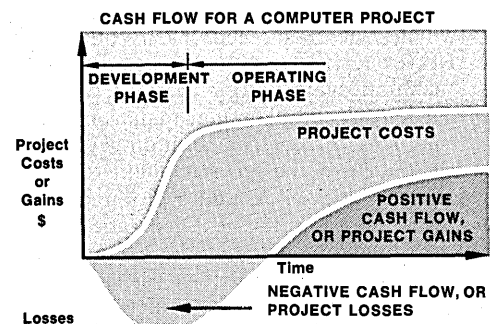 CASH FLOW FOR A COMPUTER PROJECT
DEVELOPMENT
PHASE
OPERATING
PHASE
Project
Costs
or
Gains
$
PROJECT COSTS
POSITIVE
CASH FLOW,
OR PROJECT GAINS
Time
NEGATIVE CASH FLOW, OR
PROJECT LOSSES
Losses